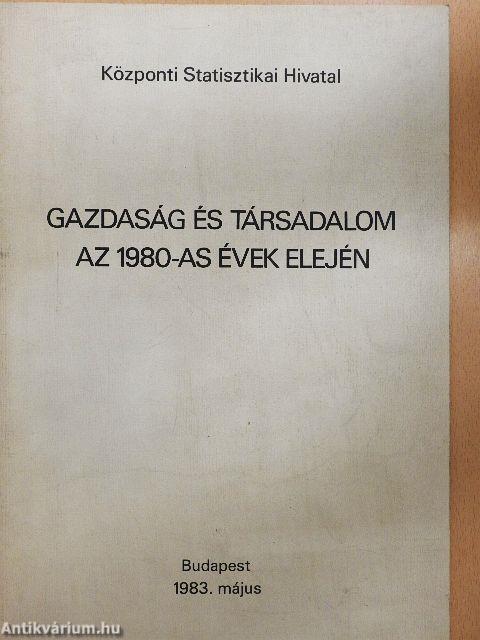 Központi Statisztikai Hivatal
GAZDASÁG ÉS TÁRSADALOM
AZ 1980-AS ÉVEK ELEJÉN
Budapest
1983. május
Antikvárium.hu